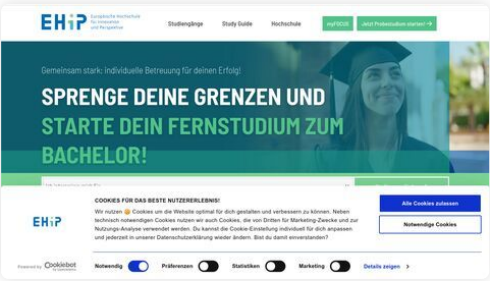 EHiP Europäische Hochschule
für Innovation
und Perspektive
Studiengänge Study Guide Hochschule myFOCUS Jetzt Probestudium starten! →
Gemeinsam stark: individuelle Betreuung für deinen Erfolg!
SPRENGE DEINE GRENZEN UND
STARTE DEIN FERNSTUDIUM ZUM
BACHELOR!
COOKIES FÜR DAS BESTE NUTZERERLEBNIS!
Wir nutzen 🍪 Cookies um die Website optimal für dich gestalten und verbessern zu können. Neben
technisch notwendigen Cookies nutzen wir auch Cookies, die von Dritten für Marketing-Zwecke und zur
Nutzungs-Analyse verwendet werden. Du kannst die Cookie-Einstellung individuell für dich anpassen
und jederzeit in unserer Datenschutzerklärung wieder ändern. Bist du damit einverstanden?
EHiP
Alle Cookies zulassen
Notwendige Cookies
Powered by Cookiebot
Notwendig Präferenzen Statistiken Marketing Details zeigen >